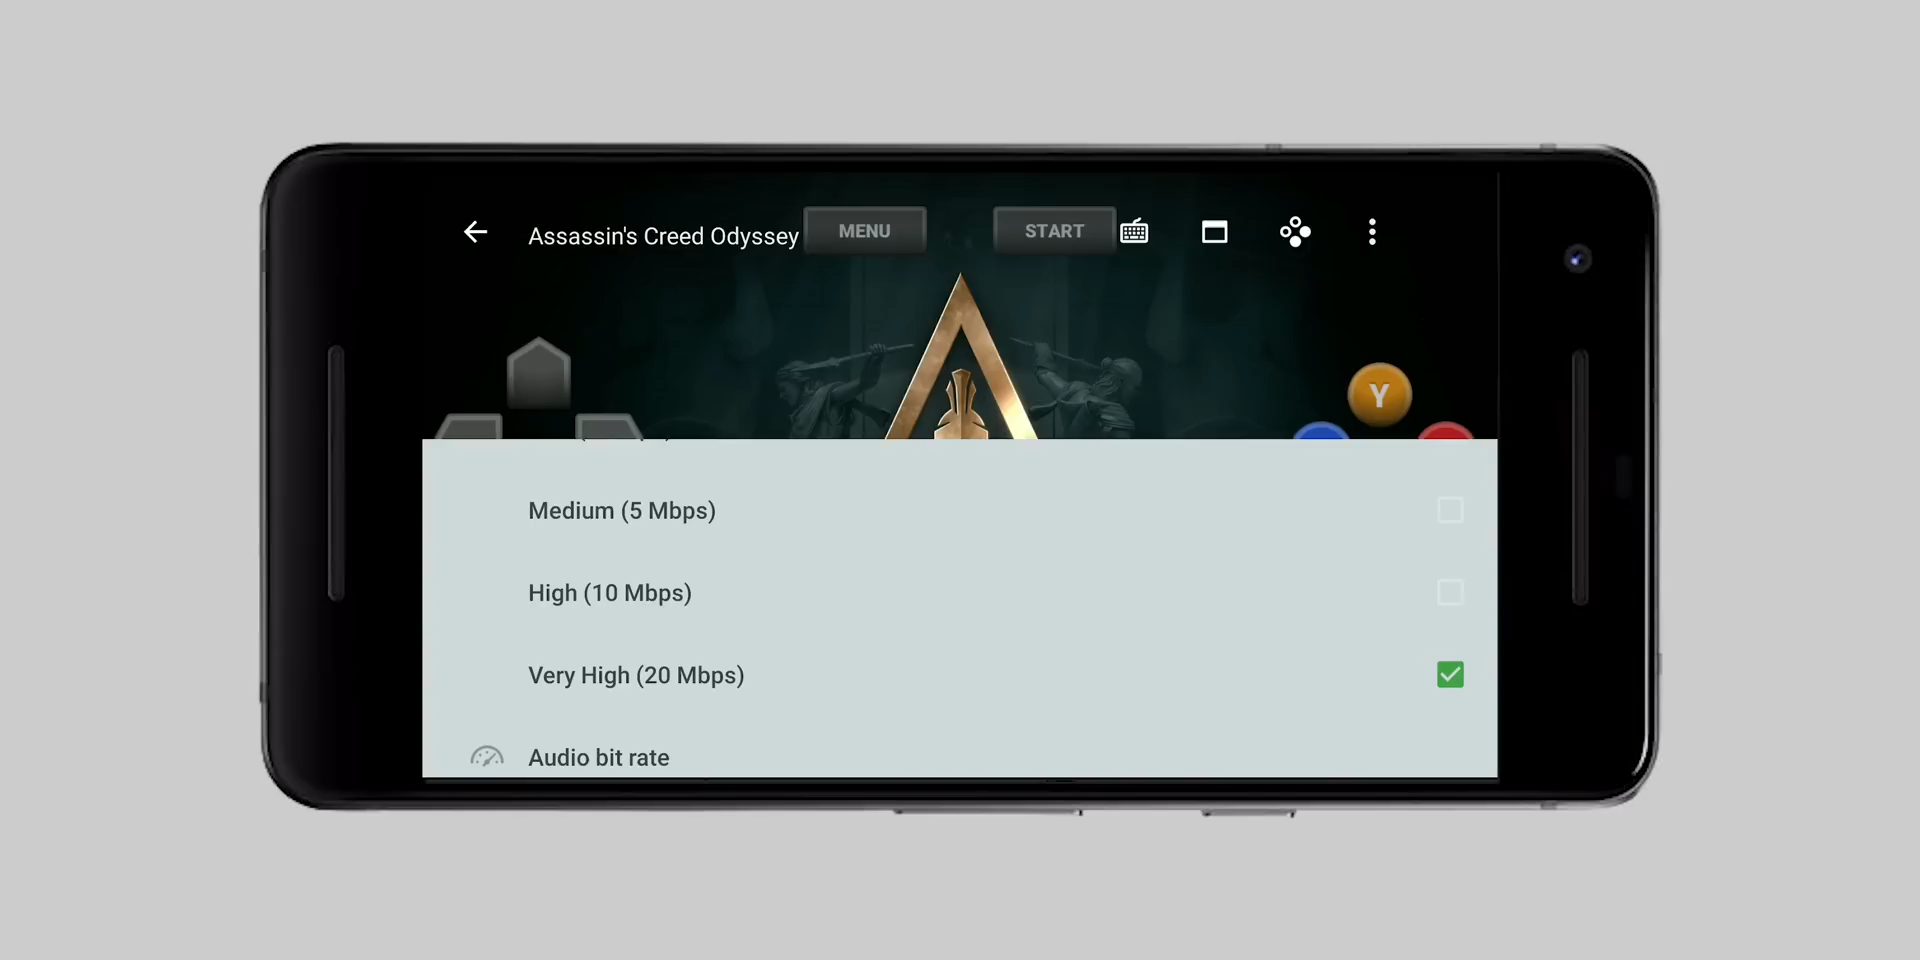 Assassin's Creed Odyssey
MENU
START
Y
Medium (5 Mbps)
High (10 Mbps)
Very High (20 Mbps)
Audio bit rate